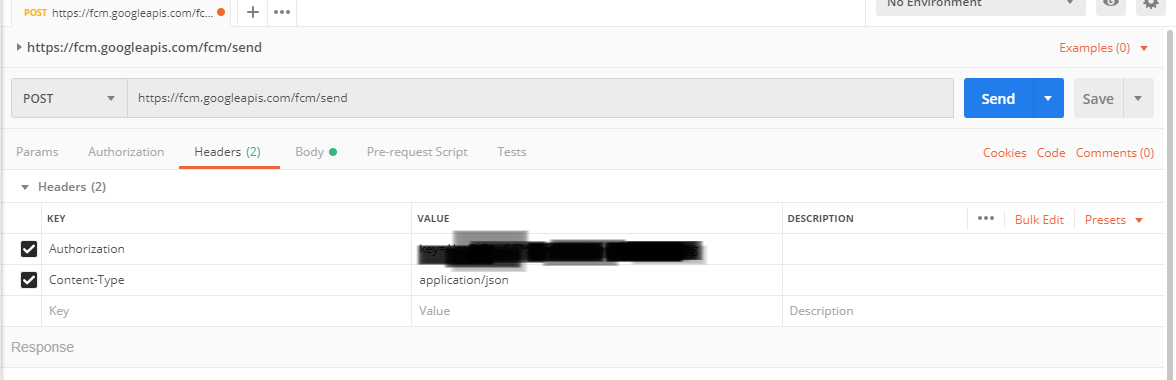 POST https://fcm.googleapis.com/fc... + ••• No Environment
https://fcm.googleapis.com/fcm/send Examples (0)
POST https://fcm.googleapis.com/fcm/send Send Save
Params Authorization Headers (2) Body Pre-request Script Tests Cookies Code Comments (0)
Headers (2)
KEY VALUE DESCRIPTION ••• Bulk Edit Presets
Authorization
Content-Type application/json
Key Value Description
Response